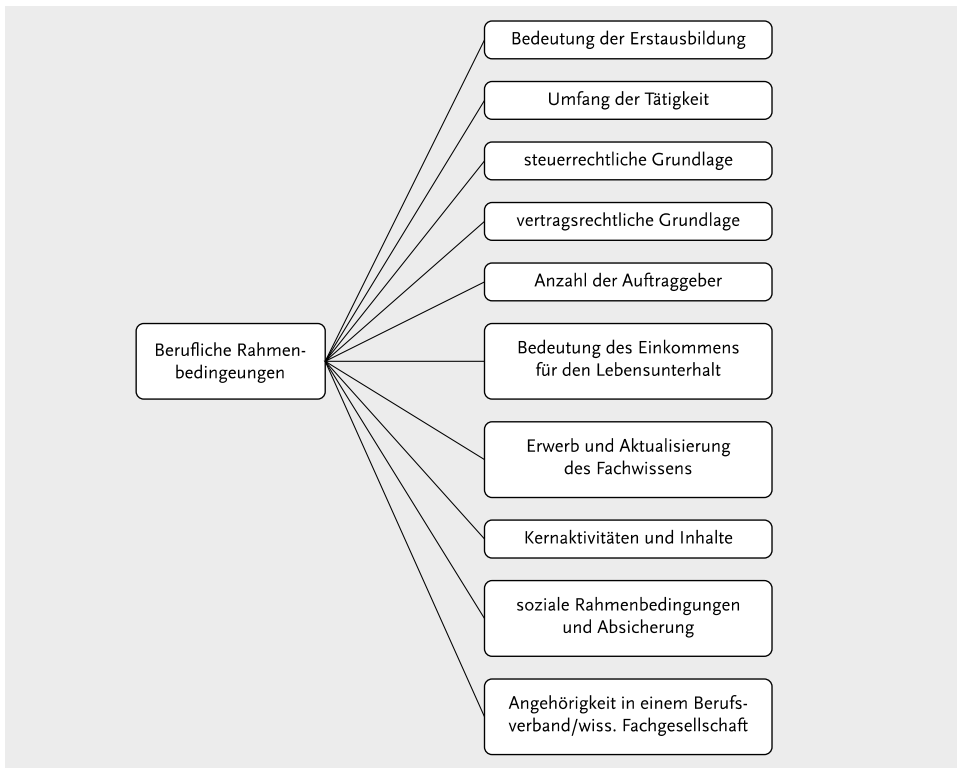 Bedeutung der Erstausbildung
Umfang der Tätigkeit
steuerrechtliche Grundlage
vertragsrechtliche Grundlage
Anzahl der Auftraggeber
Berufliche Rahmen-
bedingeungen
Bedeutung des Einkommens
für den Lebensunterhalt
Erwerb und Aktualisierung
des Fachwissens
Kernaktivitäten und Inhalte
soziale Rahmenbedingungen
und Absicherung
Angehörigkeit in einem Berufs-
verband/wiss. Fachgesellschaft